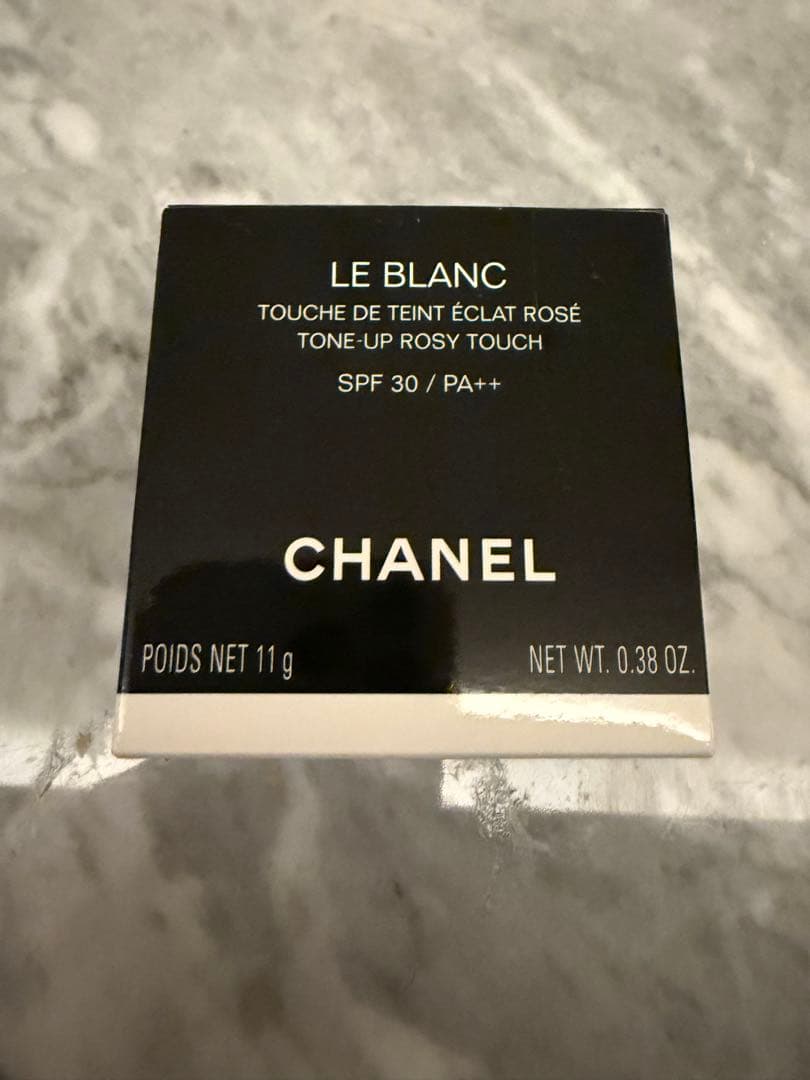 LE BLANC
TOUCHE DE TEINT ÉCLAT ROSÉ
TONE-UP ROSY TOUCH
SPF 30 / PA++
CHANEL
POIDS NET 11 g NET WT. 0.38 OZ.